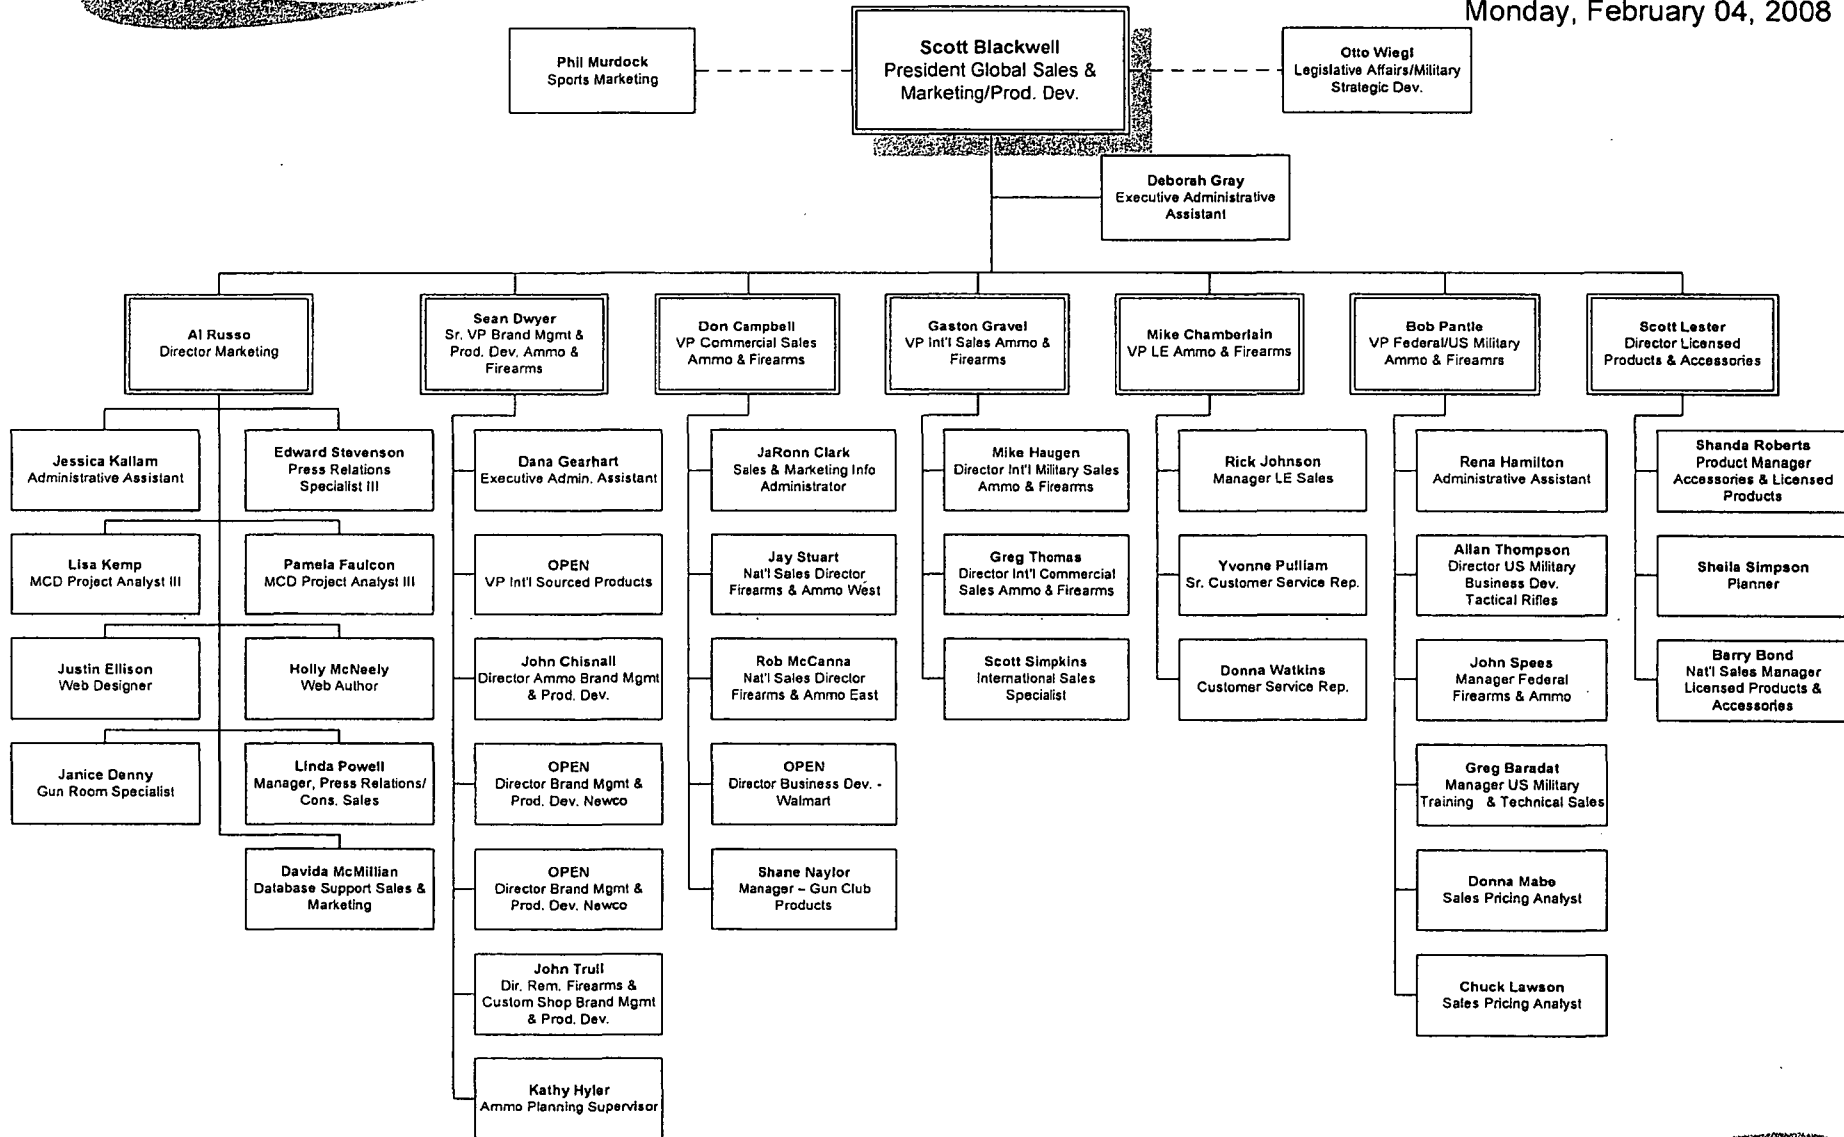 Monday, February 04, 2008
Phil Murdock
Sports Marketing
Scott Blackwell
President Global Sales &
Marketing/Prod. Dev.
Otto Wiegl
Legislative Affairs/Military
Strategic Dev.
Deborah Gray
Executive Administrative
Assistant
Al Russo
Director Marketing
Sean Dwyer
Sr. VP Brand Mgmt &
Prod. Dev. Ammo &
Firearms
Don Campbell
VP Commercial Sales
Ammo & Firearms
Gaston Gravel
VP Int'l Sales Ammo &
Firearms
Mike Chamberlain
VP LE Ammo & Firearms
Bob Pantle
VP Federal/US Military
Ammo & Fireamrs
Scott Lester
Director Licensed
Products & Accessories
Jessica Kallam
Administrative Assistant
Edward Stevenson
Press Relations
Specialist III
Lisa Kemp
MCD Project Analyst III
Pamela Faulcon
MCD Project Analyst III
Justin Ellison
Web Designer
Holly McNeely
Web Author
Janice Denny
Gun Room Specialist
Linda Powell
Manager, Press Relations/
Cons. Sales
Davida McMillian
Database Support Sales &
Marketing
Dana Gearhart
Executive Admin. Assistant
OPEN
VP Int'l Sourced Products
John Chisnall
Director Ammo Brand Mgmt
& Prod. Dev.
OPEN
Director Brand Mgmt &
Prod. Dev. Newco
OPEN
Director Brand Mgmt &
Prod. Dev. Newco
John Trull
Dir. Rem. Firearms &
Custom Shop Brand Mgmt
& Prod. Dev.
Kathy Hyler
Ammo Planning Supervisor
JaRonn Clark
Sales & Marketing Info
Administrator
Jay Stuart
Nat'l Sales Director
Firearms & Ammo West
Rob McCanna
Nat'l Sales Director
Firearms & Ammo East
OPEN
Director Business Dev. -
Walmart
Shane Naylor
Manager – Gun Club
Products
Mike Haugen
Director Int'l Military Sales
Ammo & Firearms
Greg Thomas
Director Int'l Commercial
Sales Ammo & Firearms
Scott Simpkins
International Sales
Specialist
Rick Johnson
Manager LE Sales
Yvonne Pulliam
Sr. Customer Service Rep.
Donna Watkins
Customer Service Rep.
Rena Hamilton
Administrative Assistant
Allan Thompson
Director US Military
Business Dev.
Tactical Rifles
John Spees
Manager Federal
Firearms & Ammo
Greg Baradat
Manager US Military
Training & Technical Sales
Donna Mabe
Sales Pricing Analyst
Chuck Lawson
Sales Pricing Analyst
Shanda Roberts
Product Manager
Accessories & Licensed
Products
Sheila Simpson
Planner
Barry Bond
Nat'l Sales Manager
Licensed Products &
Accessories